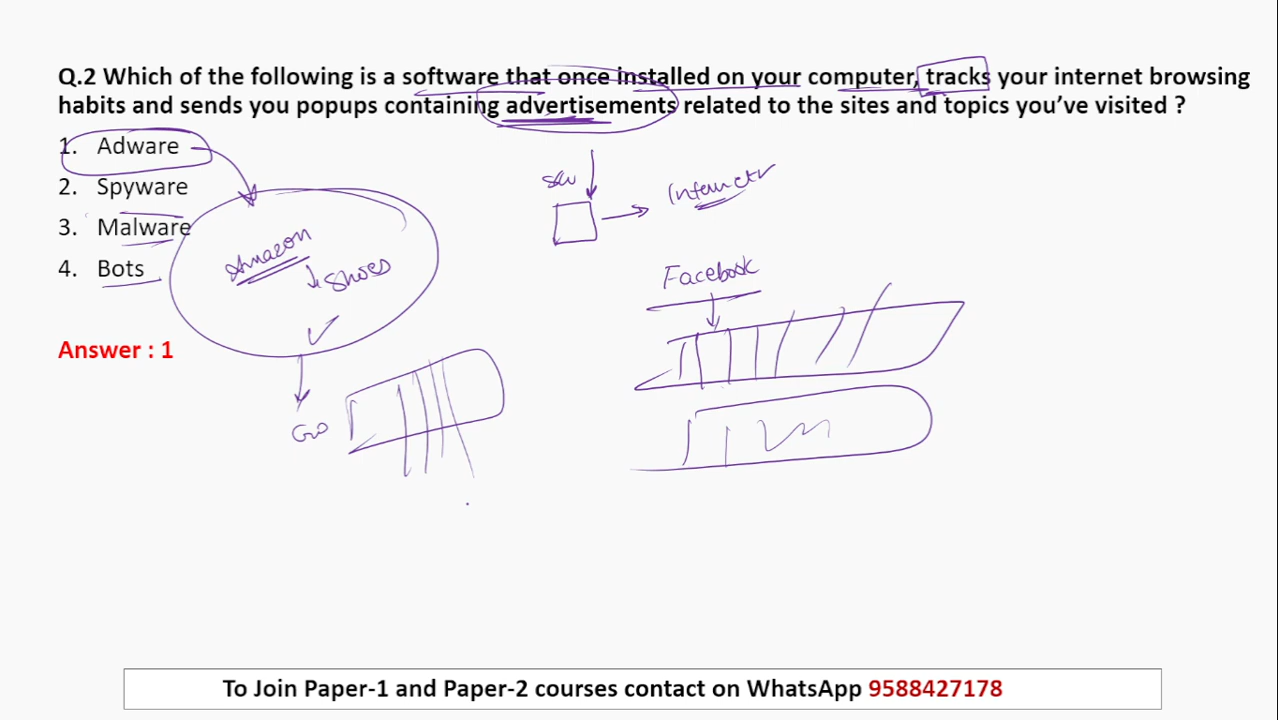 Q.2 Which of the following is a software that once installed on your computer, tracks your internet browsing
habits and sends you popups containing advertisements related to the sites and topics you've visited ?
1. Adware
2. Spyware
3. Malware
4. Bots
Amazon
Shoes
Facebook
Answer : 1
To Join Paper-1 and Paper-2 courses contact on WhatsApp 9588427178